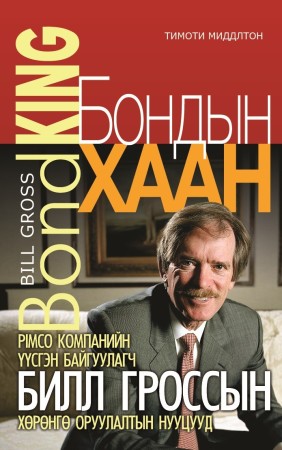 ТИМОТИ МИДДЛТОН
BILL GROSS
Bond KING
Бондын
ХААН
PIMCO КОМПАНИЙН
ҮҮСГЭН БАЙГУУЛАГЧ
БИЛЛ ГРОССЫН
ХӨРӨНГӨ ОРУУЛАЛТЫН НУУЦУУД